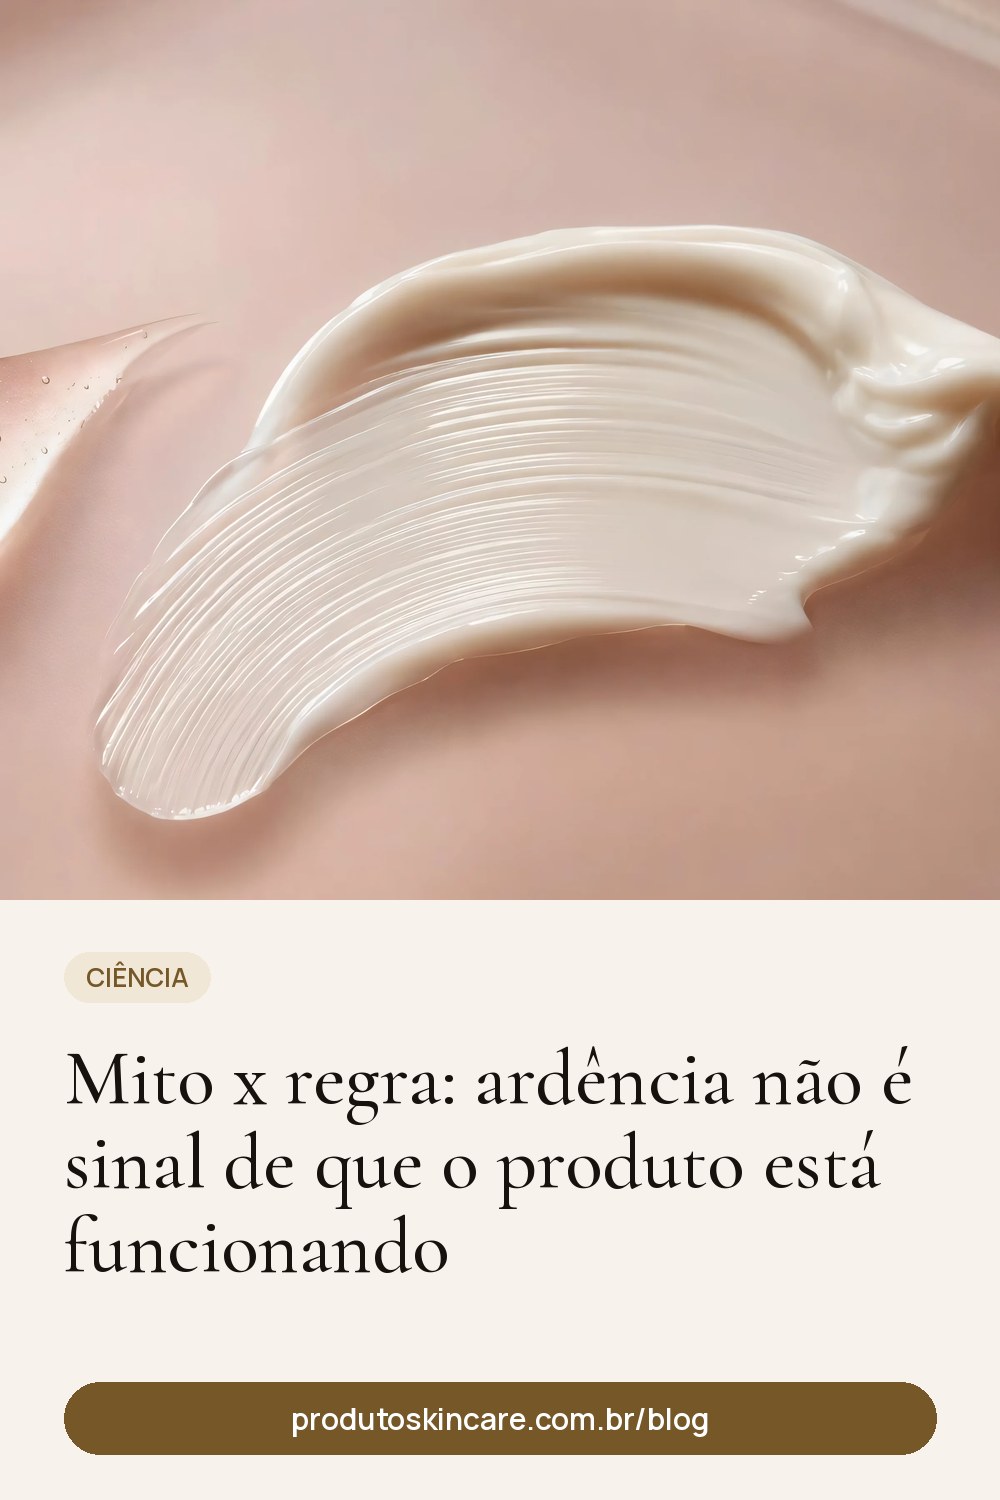 CIÊNCIA
Mito x regra: ardência não é
sinal de que o produto está
funcionando
produtoskincare.com.br/blog